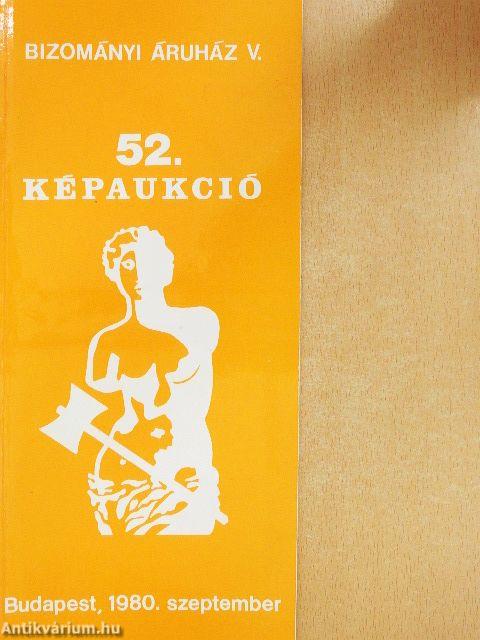 BIZOMÁNYI ÁRUHÁZ V.
52.
KÉPAUKCIÓ
Budapest, 1980. szeptember
Antikvárium.hu